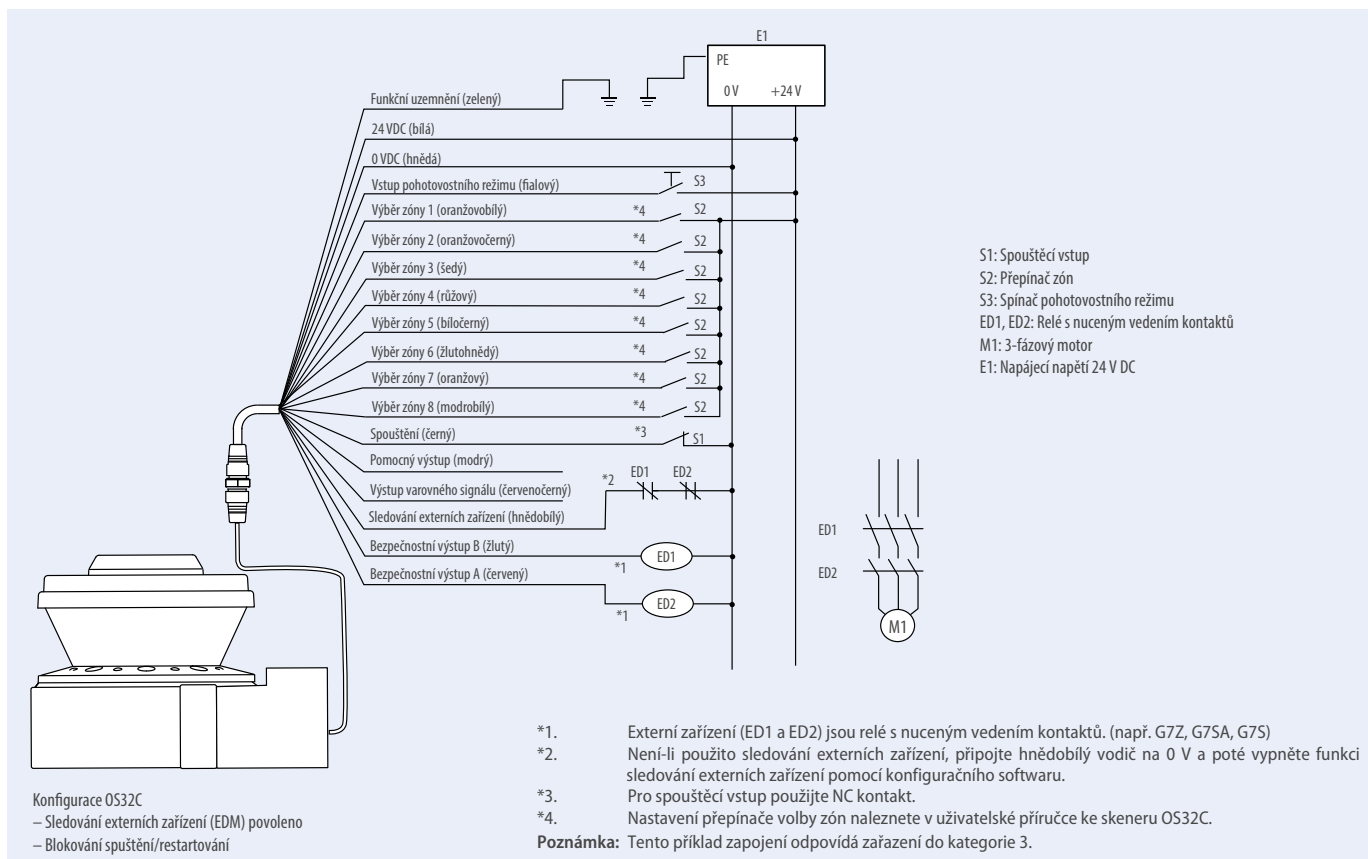 E1
PE
0 V +24 V
Funkční uzemnění (zelený)
24 VDC (bílá)
0 VDC (hnědá)
Vstup pohotovostního režimu (fialový) S3
Výběr zóny 1 (oranžovobílý) *4 S2
Výběr zóny 2 (oranžovočerný) *4 S2
Výběr zóny 3 (šedý) *4 S2
Výběr zóny 4 (růžový) *4 S2
Výběr zóny 5 (bíločerný) *4 S2
Výběr zóny 6 (žlutohnědý) *4 S2
Výběr zóny 7 (oranžový) *4 S2
Výběr zóny 8 (modrobílý) *4 S2
Spouštění (černý) *3 S1
Pomocný výstup (modrý)
Výstup varovného signálu (červenočerný) *2 ED1 ED2
Sledování externích zařízení (hnědobílý)
Bezpečnostní výstup B (žlutý) *1 ED1
Bezpečnostní výstup A (červený) *1 ED2
S1: Spouštěcí vstup
S2: Přepínač zón
S3: Spínač pohotovostního režimu
ED1, ED2: Relé s nuceným vedením kontaktů
M1: 3-fázový motor
E1: Napájecí napětí 24 V DC
ED1
ED2
M1
Konfigurace OS32C
– Sledování externích zařízení (EDM) povoleno
– Blokování spuštění/restartování
*1. Externí zařízení (ED1 a ED2) jsou relé s nuceným vedením kontaktů. (např. G7Z, G7SA, G7S)
*2. Není-li použito sledování externích zařízení, připojte hnědobílý vodič na 0 V a poté vypněte funkci
sledování externích zařízení pomocí konfiguračního softwaru.
*3. Pro spouštěcí vstup použijte NC kontakt.
*4. Nastavení přepínače volby zón naleznete v uživatelské příručce ke skeneru OS32C.
Poznámka: Tento příklad zapojení odpovídá zařazení do kategorie 3.